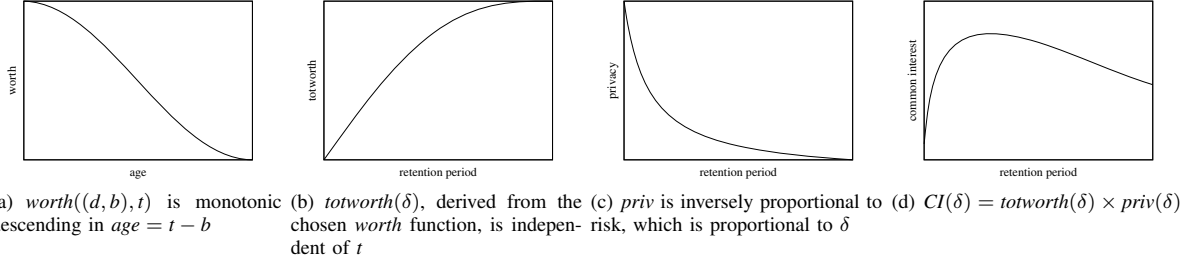 worth
age
totworth
retention period
privacy
retention period
common interest
retention period
a) worth((d, b), t) is monotonic
escending in age = t − b
(b) totworth(δ), derived from the
chosen worth function, is indepen-
dent of t
(c) priv is inversely proportional to
risk, which is proportional to δ
(d) CI(δ) = totworth(δ) × priv(δ)